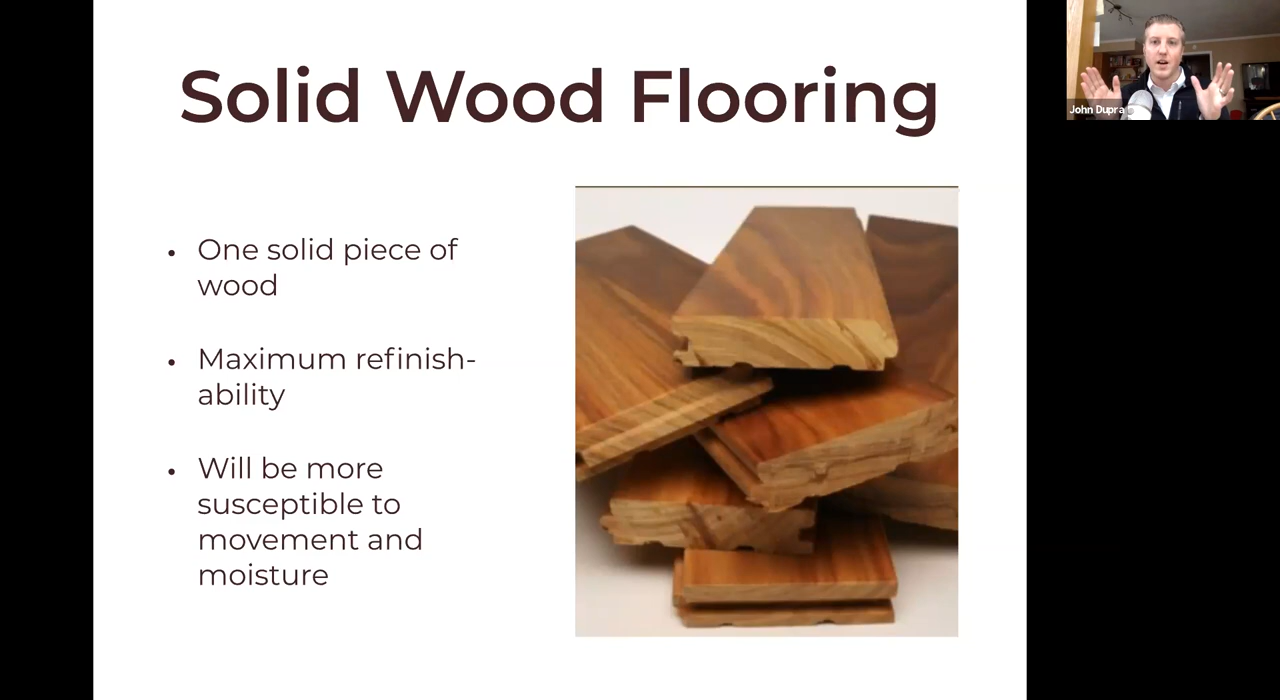 Solid Wood Flooring
• One solid piece of
wood
• Maximum refinish-
ability
• Will be more
susceptible to
movement and
moisture
John Dupra